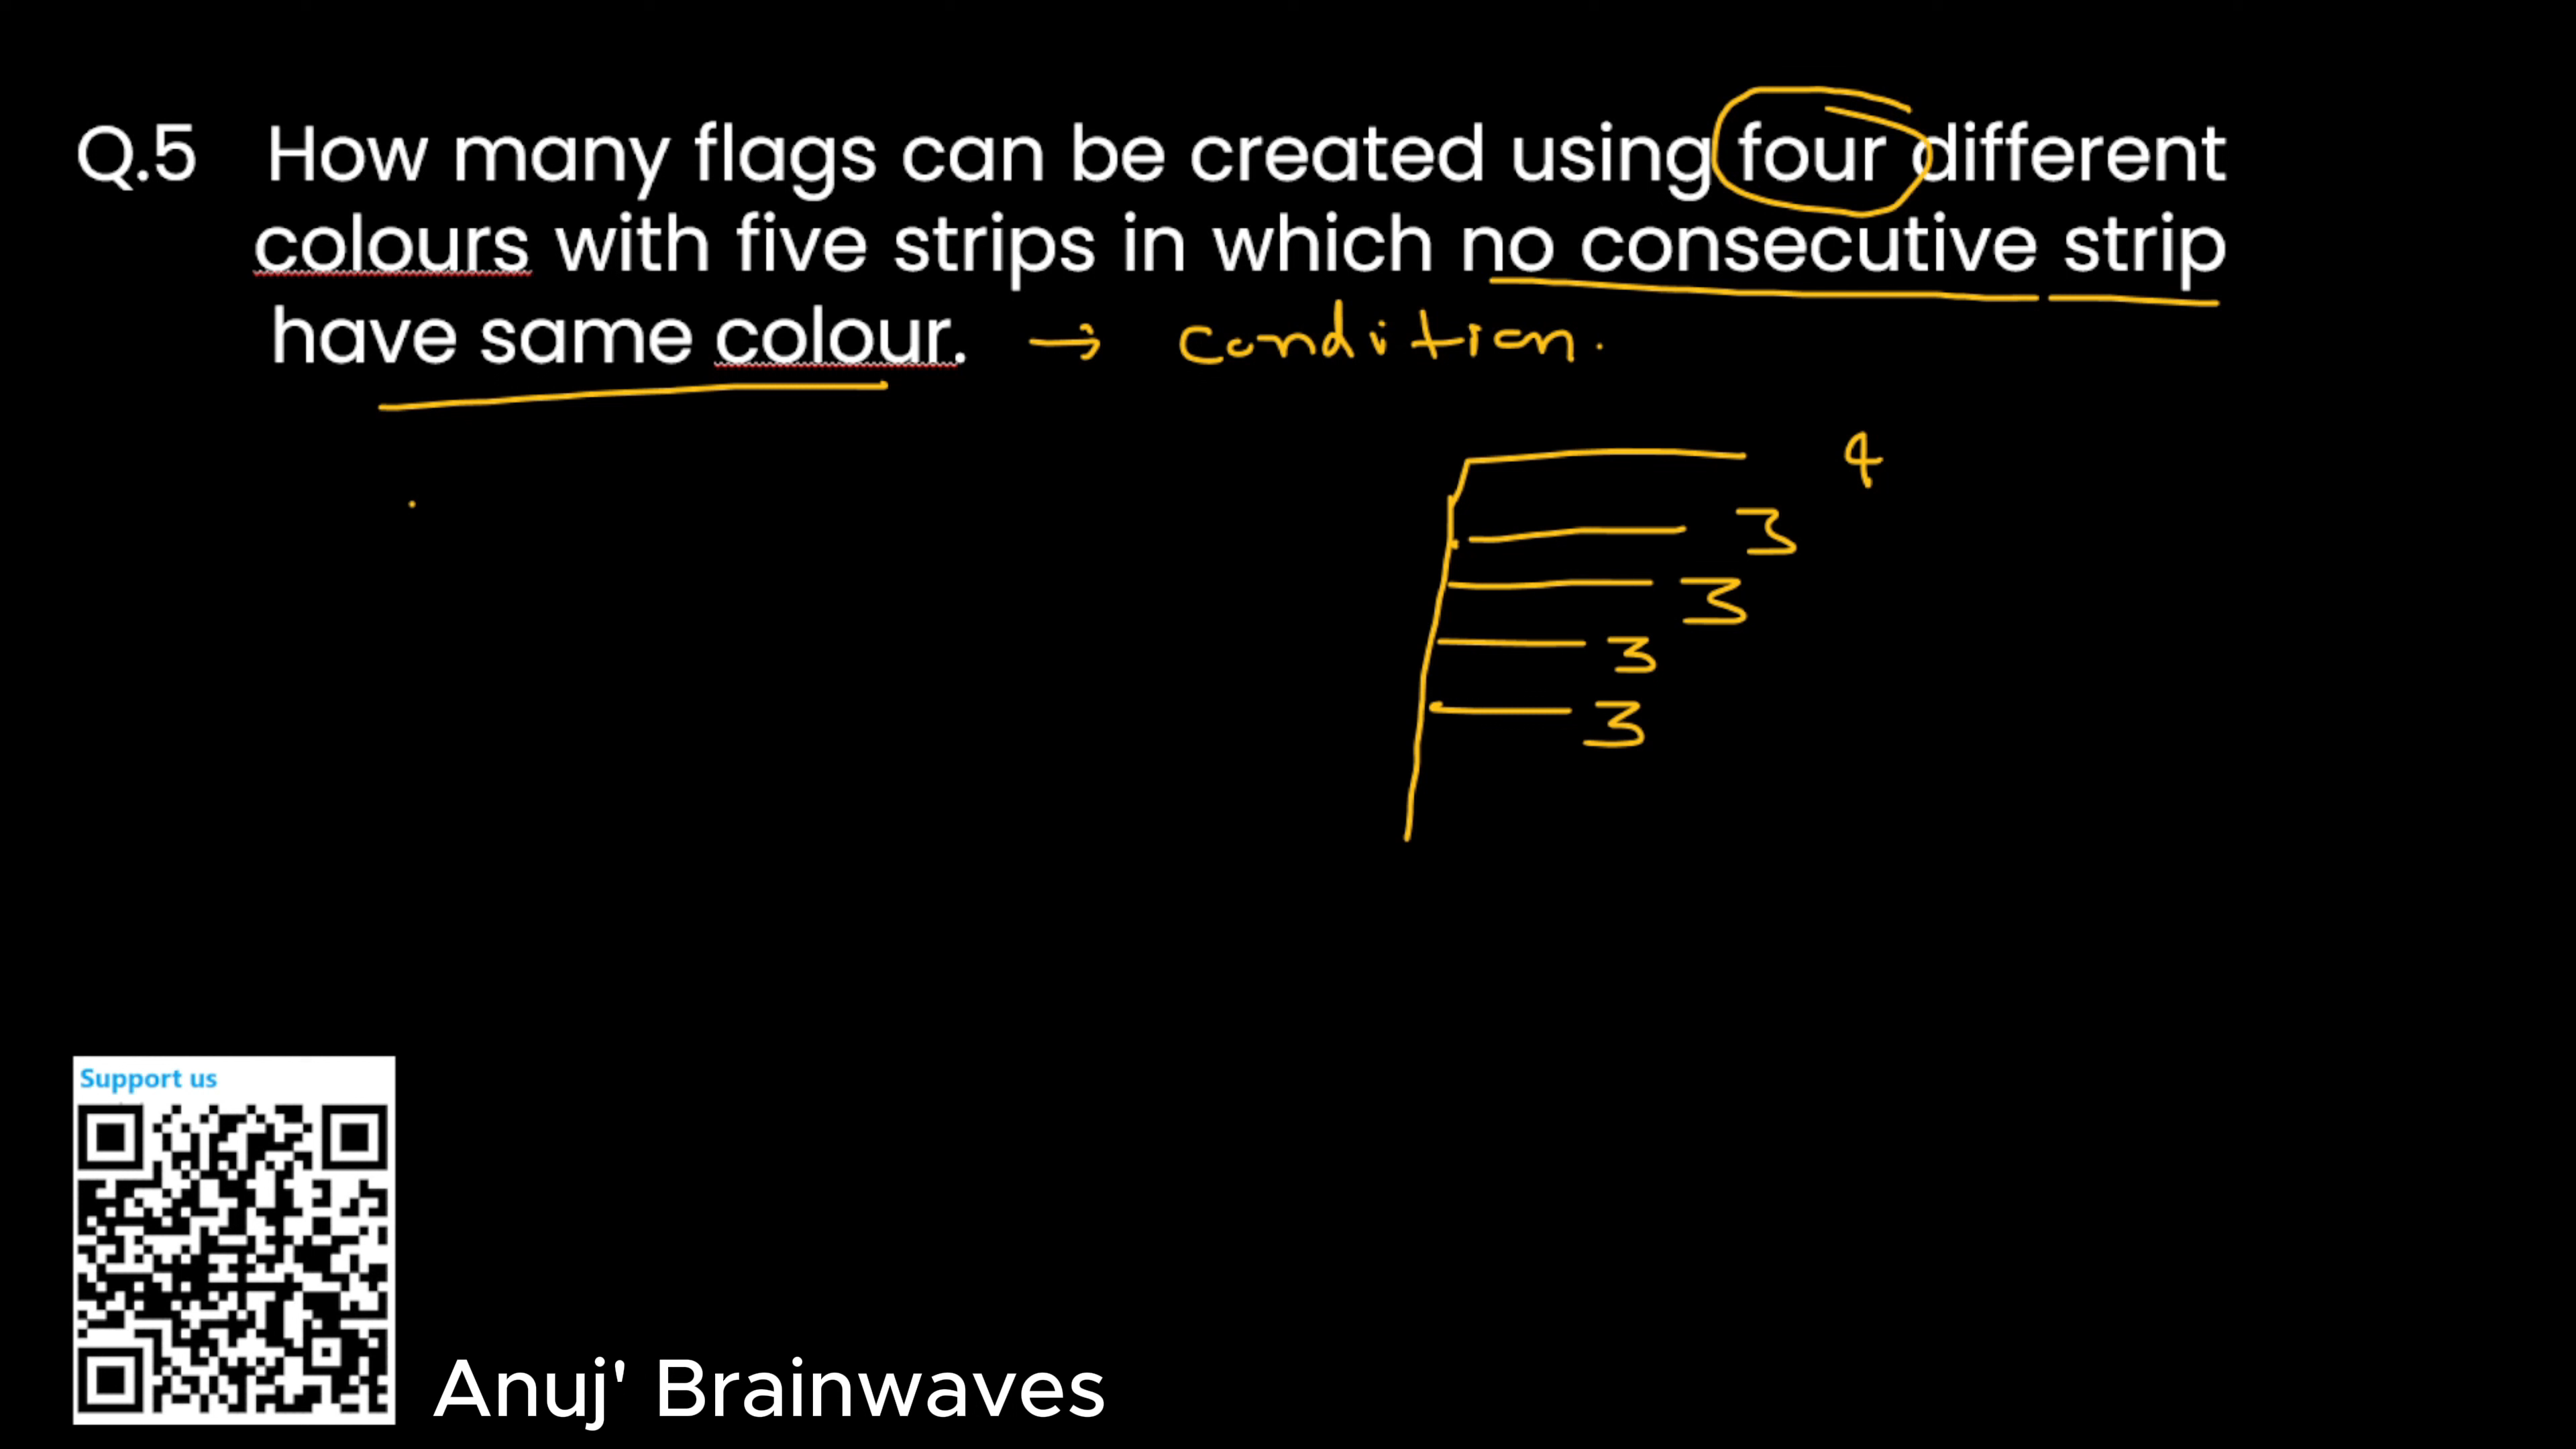 Q.5 How many flags can be created using four different
colours with five strips in which no consecutive strip
have same colour. → condition.
4
3
3
3
3
Support us
Anuj' Brainwaves